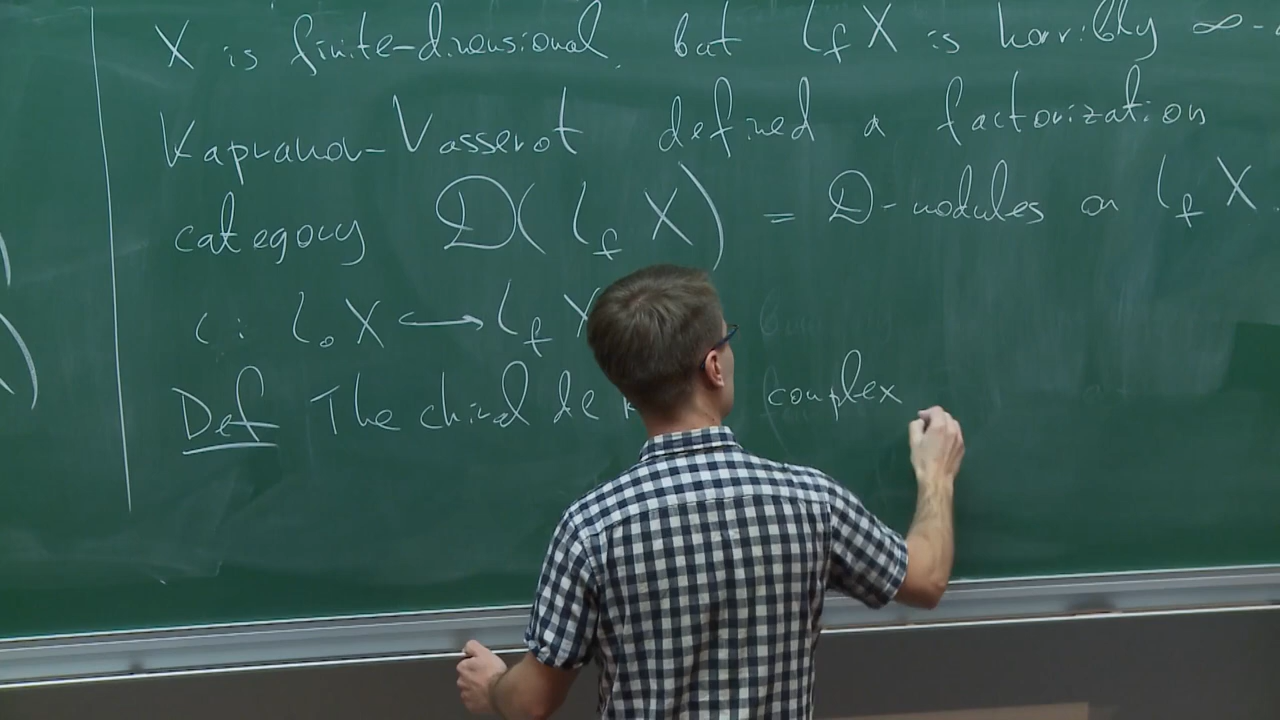 X is finite-dimensional, but L_f X is horribly ∞-
Kapranov-Vasserot defined a factorization
category D(L_f X) = D-modules on L_f X.
i: L_0 X ⟶ L_f X
Def The chiral de complex